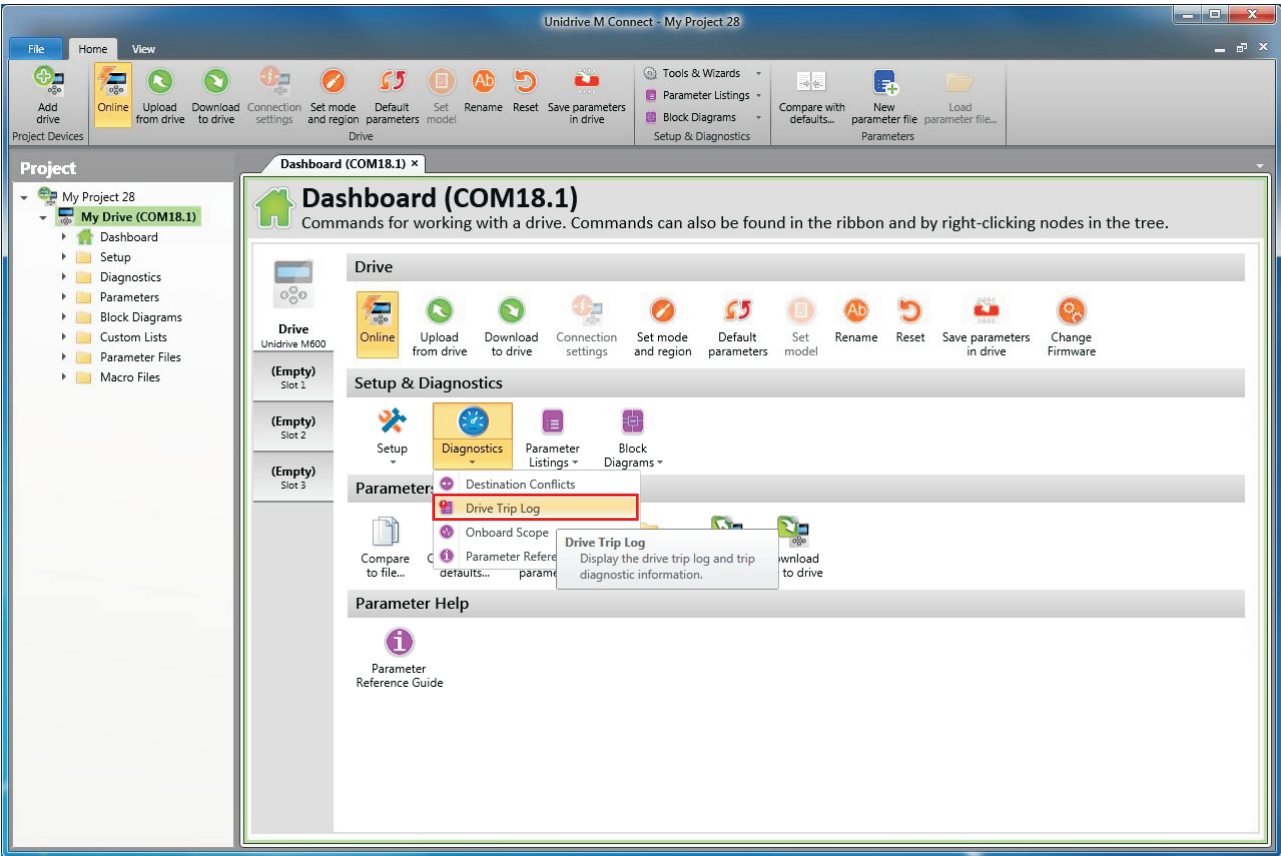 Unidrive M Connect - My Project 28
File Home View
Add drive
Online
Upload from drive
Download to drive
Connection settings
Set mode and region
Default parameters
Set model
Rename
Reset
Save parameters in drive
Tools & Wizards
Parameter Listings
Block Diagrams
Compare with defaults...
New parameter file
Load parameter file...
Project Devices
Drive
Setup & Diagnostics
Parameters
Project
My Project 28
My Drive (COM18.1)
Dashboard
Setup
Diagnostics
Parameters
Block Diagrams
Custom Lists
Parameter Files
Macro Files
Dashboard (COM18.1) ×
Dashboard (COM18.1)
Commands for working with a drive. Commands can also be found in the ribbon and by right-clicking nodes in the tree.
Drive
Unidrive M600
(Empty)
Slot 1
(Empty)
Slot 2
(Empty)
Slot 3
Drive
Online
Upload from drive
Download to drive
Connection settings
Set mode and region
Default parameters
Set model
Rename
Reset
Save parameters in drive
Change Firmware
Setup & Diagnostics
Setup
Diagnostics
Parameter Listings
Block Diagrams
Destination Conflicts
Drive Trip Log
Onboard Scope
Parameter Refere
Drive Trip Log
Display the drive trip log and trip
diagnostic information.
Parameters
Compare to file...
defaults...
parame
wnload to drive
Parameter Help
Parameter
Reference Guide